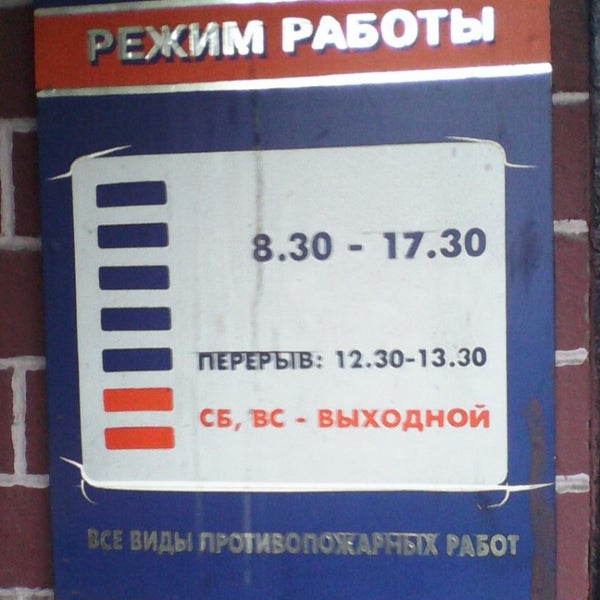 РЕЖИМ РАБОТЫ
8.30 - 17.30
ПЕРЕРЫВ: 12.30-13.30
СБ, ВС - ВЫХОДНОЙ
ВСЕ ВИДЫ ПРОТИВОПОЖАРНЫХ РАБОТ